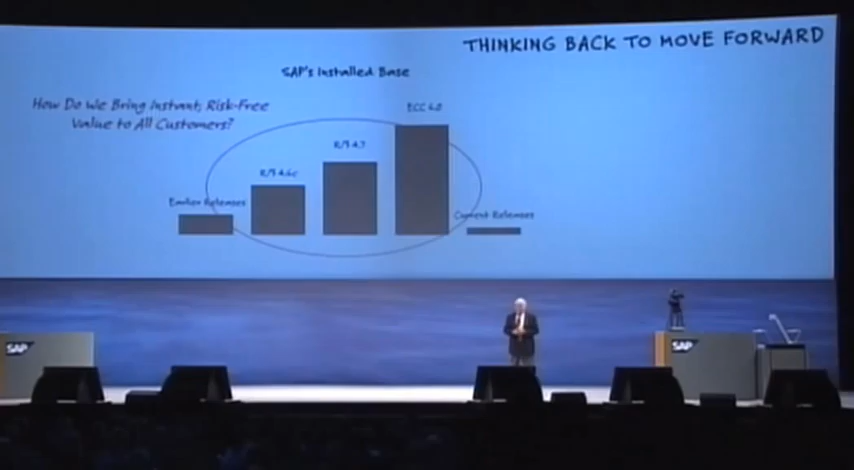 THINKING BACK TO MOVE FORWARD
SAP's Installed Base
How Do We Bring Instant, Risk-Free
Value to All Customers?
ECC 6.0
R/3 4.7
R/3 4.6c
Earlier Releases
Current Releases
SAP
SAP